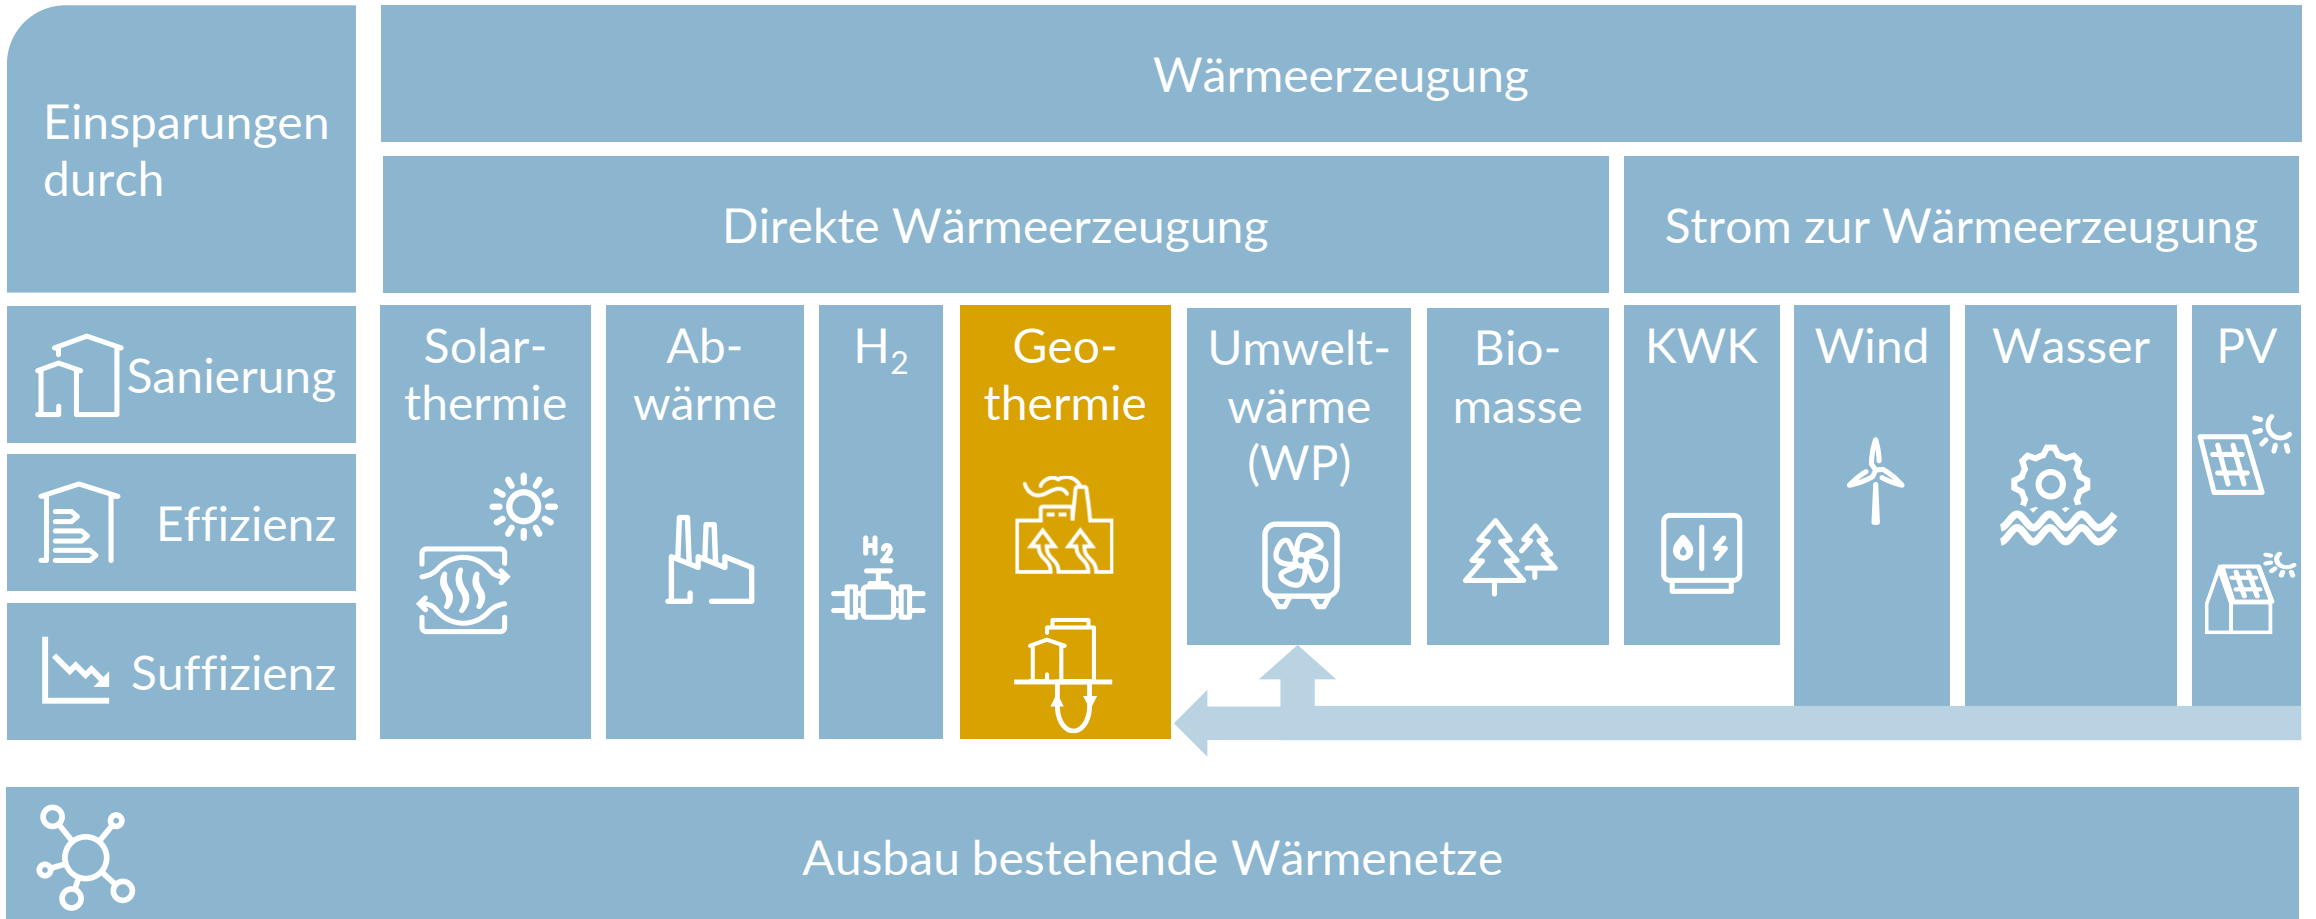 Einsparungen
durch
Wärmeerzeugung
Direkte Wärmeerzeugung
Strom zur Wärmeerzeugung
Sanierung
Effizienz
Suffizienz
Solar-
thermie
Ab-
wärme
H₂
Geo-
thermie
Umwelt-
wärme
(WP)
Bio-
masse
KWK
Wind
Wasser
PV
H2
Ausbau bestehende Wärmenetze